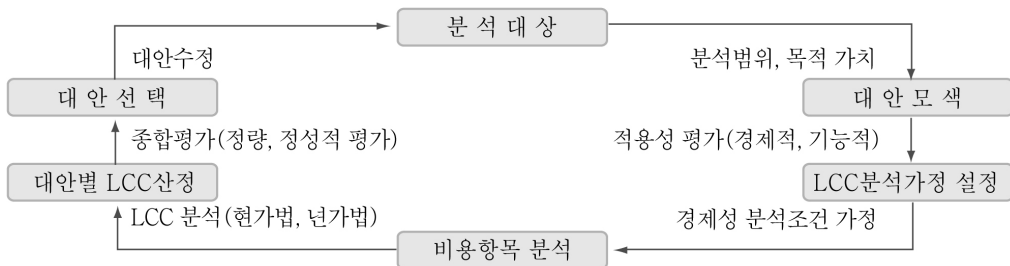 분 석 대 상
대안수정
분석범위, 목적 가치
대 안 선 택
대 안 모 색
종합평가(정량, 정성적 평가)
적용성 평가(경제적, 기능적)
대안별 LCC산정
LCC분석가정 설정
LCC 분석(현가법, 년가법)
경제성 분석조건 가정
비용항목 분석